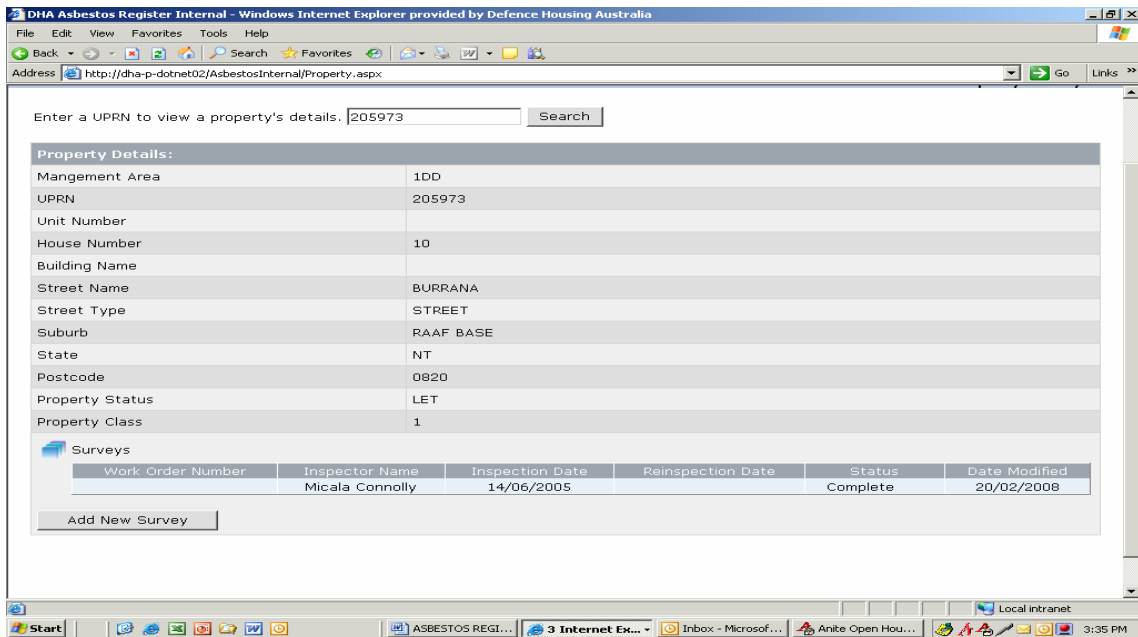 DHA Asbestos Register Internal - Windows Internet Explorer provided by Defence Housing Australia
File Edit View Favorites Tools Help
Back Search Favorites
Address http://dha-p-dotnet02/AsbestosInternal/Property.aspx Go Links »
Enter a UPRN to view a property's details. 205973 Search
Property Details:
Mangement Area 1DD
UPRN 205973
Unit Number
House Number 10
Building Name
Street Name BURRANA
Street Type STREET
Suburb RAAF BASE
State NT
Postcode 0820
Property Status LET
Property Class 1
Surveys
Work Order Number Inspector Name Inspection Date Reinspection Date Status Date Modified
Micala Connolly 14/06/2005 Complete 20/02/2008
Add New Survey
Local intranet
Start ASBESTOS REGI... 3 Internet Ex... Inbox - Microsof... Anite Open Hou... 3:35 PM